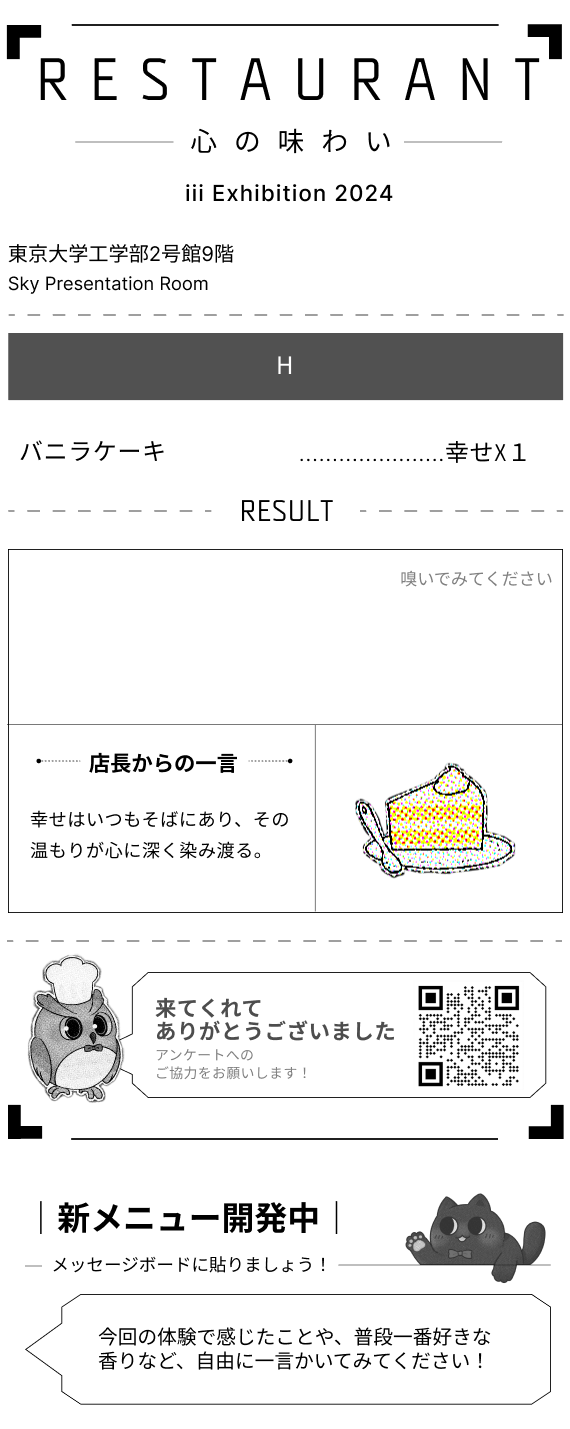 RESTAURANT
心の味わい
iii Exhibition 2024
東京大学工学部2号館9階
Sky Presentation Room
H
バニラケーキ ......................幸せX１
RESULT
嗅いでみてください
店長からの一言
幸せはいつもそばにあり、その
温もりが心に深く染み渡る。
来てくれて
ありがとうございました
アンケートへの
ご協力をお願いします！
｜新メニュー開発中｜
メッセージボードに貼りましょう！
今回の体験で感じたことや、普段一番好きな
香りなど、自由に一言かいてみてください！